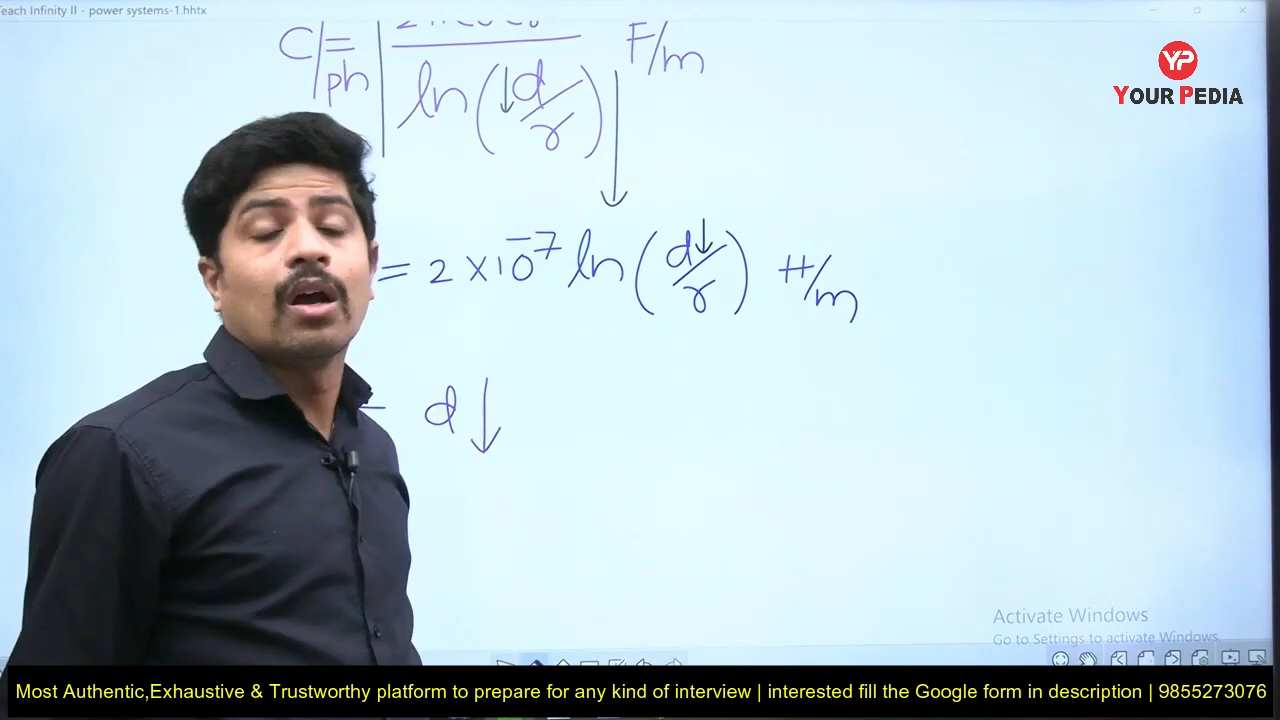 Teach Infinity II - power systems-1.hhtx
C/ph = F/m
ln(↓d/r)
= 2 × 10⁻⁷ ln(d↓/r) H/m
d ↓
YP
YOUR PEDIA
Activate Windows
Go to Settings to activate Windows.
Most Authentic,Exhaustive & Trustworthy platform to prepare for any kind of interview | interested fill the Google form in description | 9855273076